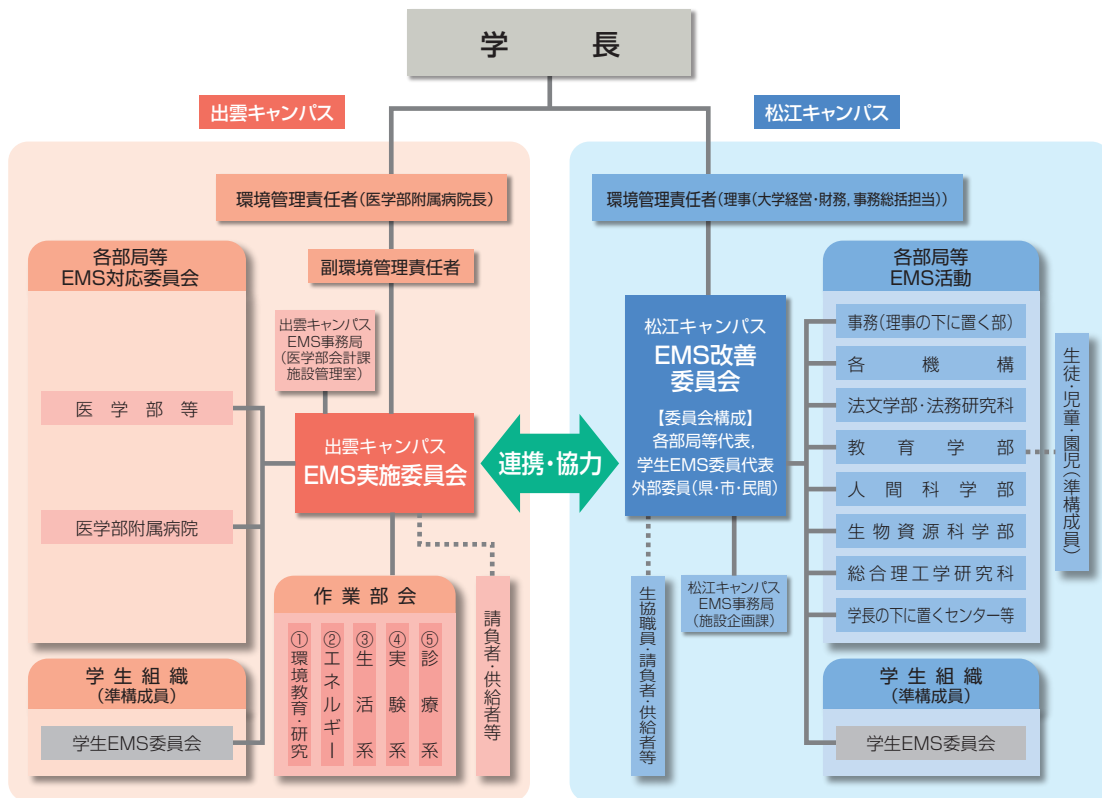 学長
出雲キャンパス
環境管理責任者(医学部附属病院長)
副環境管理責任者
各部局等
EMS対応委員会
医学部等
医学部附属病院
学生組織
(準構成員)
学生EMS委員会
出雲キャンパス
EMS事務局
(医学部会計課
施設管理室)
出雲キャンパス
EMS実施委員会
作業部会
①環境教育・研究
②エネルギー
③生活系
④実験系
⑤診療系
請負者・供給者等
連携・協力
松江キャンパス
環境管理責任者(理事(大学経営・財務,事務総括担当))
松江キャンパス
EMS改善
委員会
【委員会構成】
各部局等代表,
学生EMS委員代表
外部委員(県・市・民間)
生協職員・請負者・供給者等
松江キャンパス
EMS事務局
(施設企画課)
各部局等
EMS活動
事務(理事の下に置く部)
各機構
法文学部・法務研究科
教育学部
人間科学部
生物資源科学部
総合理工学研究科
学長の下に置くセンター等
生徒・児童・園児(準構成員)
学生組織
(準構成員)
学生EMS委員会